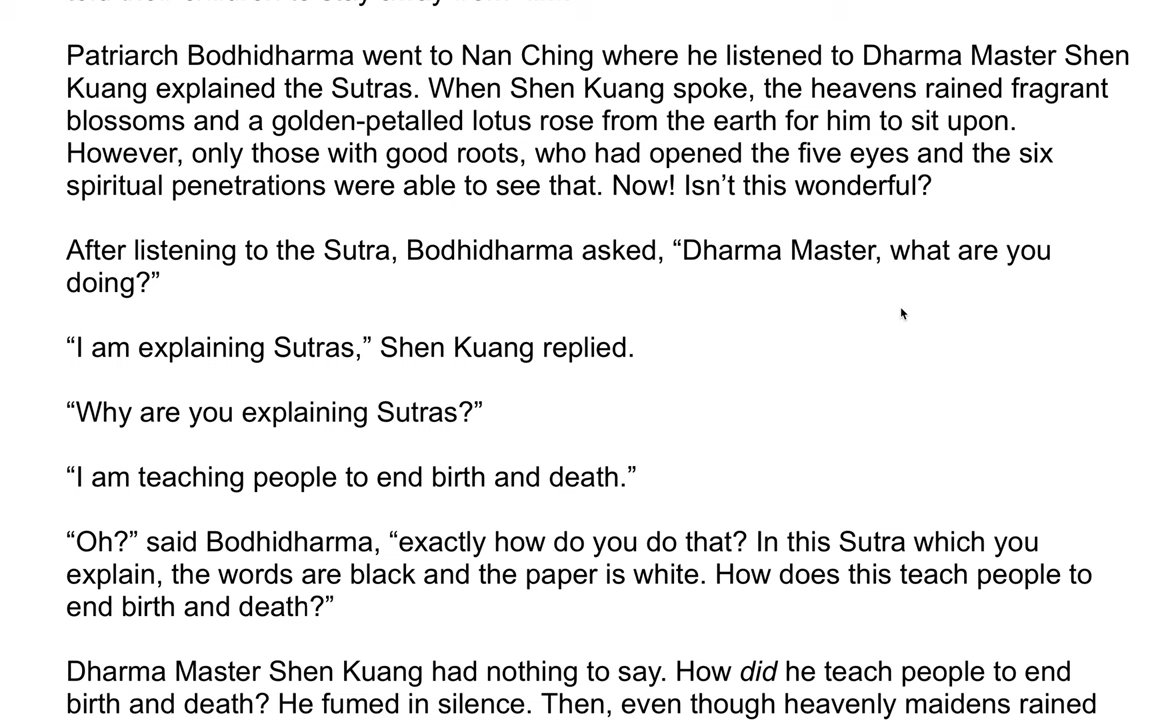 Patriarch Bodhidharma went to Nan Ching where he listened to Dharma Master Shen
Kuang explained the Sutras. When Shen Kuang spoke, the heavens rained fragrant
blossoms and a golden-petalled lotus rose from the earth for him to sit upon.
However, only those with good roots, who had opened the five eyes and the six
spiritual penetrations were able to see that. Now! Isn’t this wonderful?
After listening to the Sutra, Bodhidharma asked, “Dharma Master, what are you
doing?”
“I am explaining Sutras,” Shen Kuang replied.
“Why are you explaining Sutras?”
“I am teaching people to end birth and death.”
“Oh?” said Bodhidharma, “exactly how do you do that? In this Sutra which you
explain, the words are black and the paper is white. How does this teach people to
end birth and death?”
Dharma Master Shen Kuang had nothing to say. How did he teach people to end
birth and death? He fumed in silence. Then, even though heavenly maidens rained